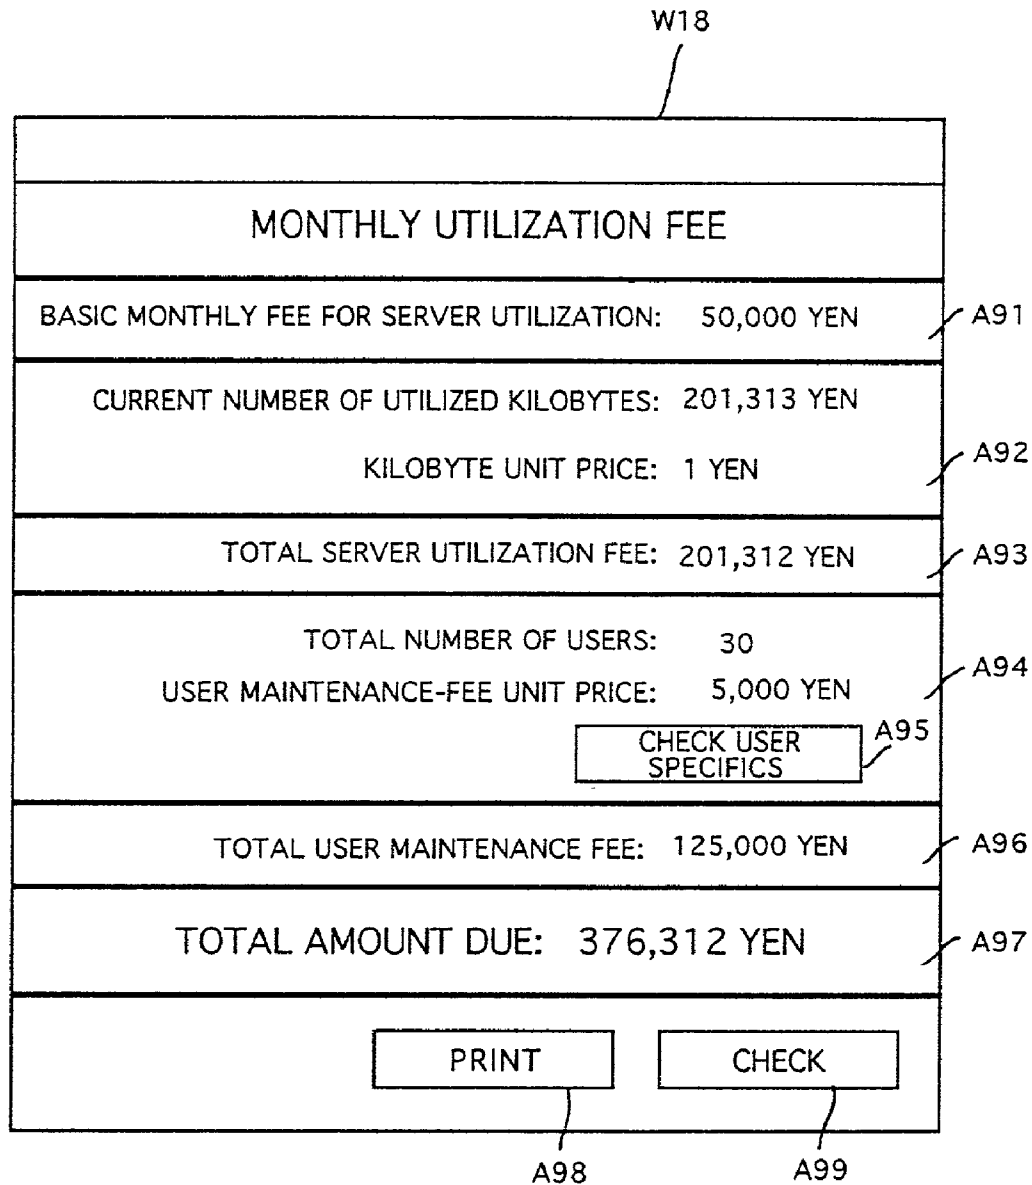 W18
MONTHLY UTILIZATION FEE
BASIC MONTHLY FEE FOR SERVER UTILIZATION: 50,000 YEN
A91
CURRENT NUMBER OF UTILIZED KILOBYTES: 201,313 YEN
KILOBYTE UNIT PRICE: 1 YEN
A92
TOTAL SERVER UTILIZATION FEE: 201,312 YEN
A93
TOTAL NUMBER OF USERS: 30
USER MAINTENANCE-FEE UNIT PRICE: 5,000 YEN
A94
CHECK USER
SPECIFICS
A95
TOTAL USER MAINTENANCE FEE: 125,000 YEN
A96
TOTAL AMOUNT DUE: 376,312 YEN
A97
PRINT
CHECK
A98
A99